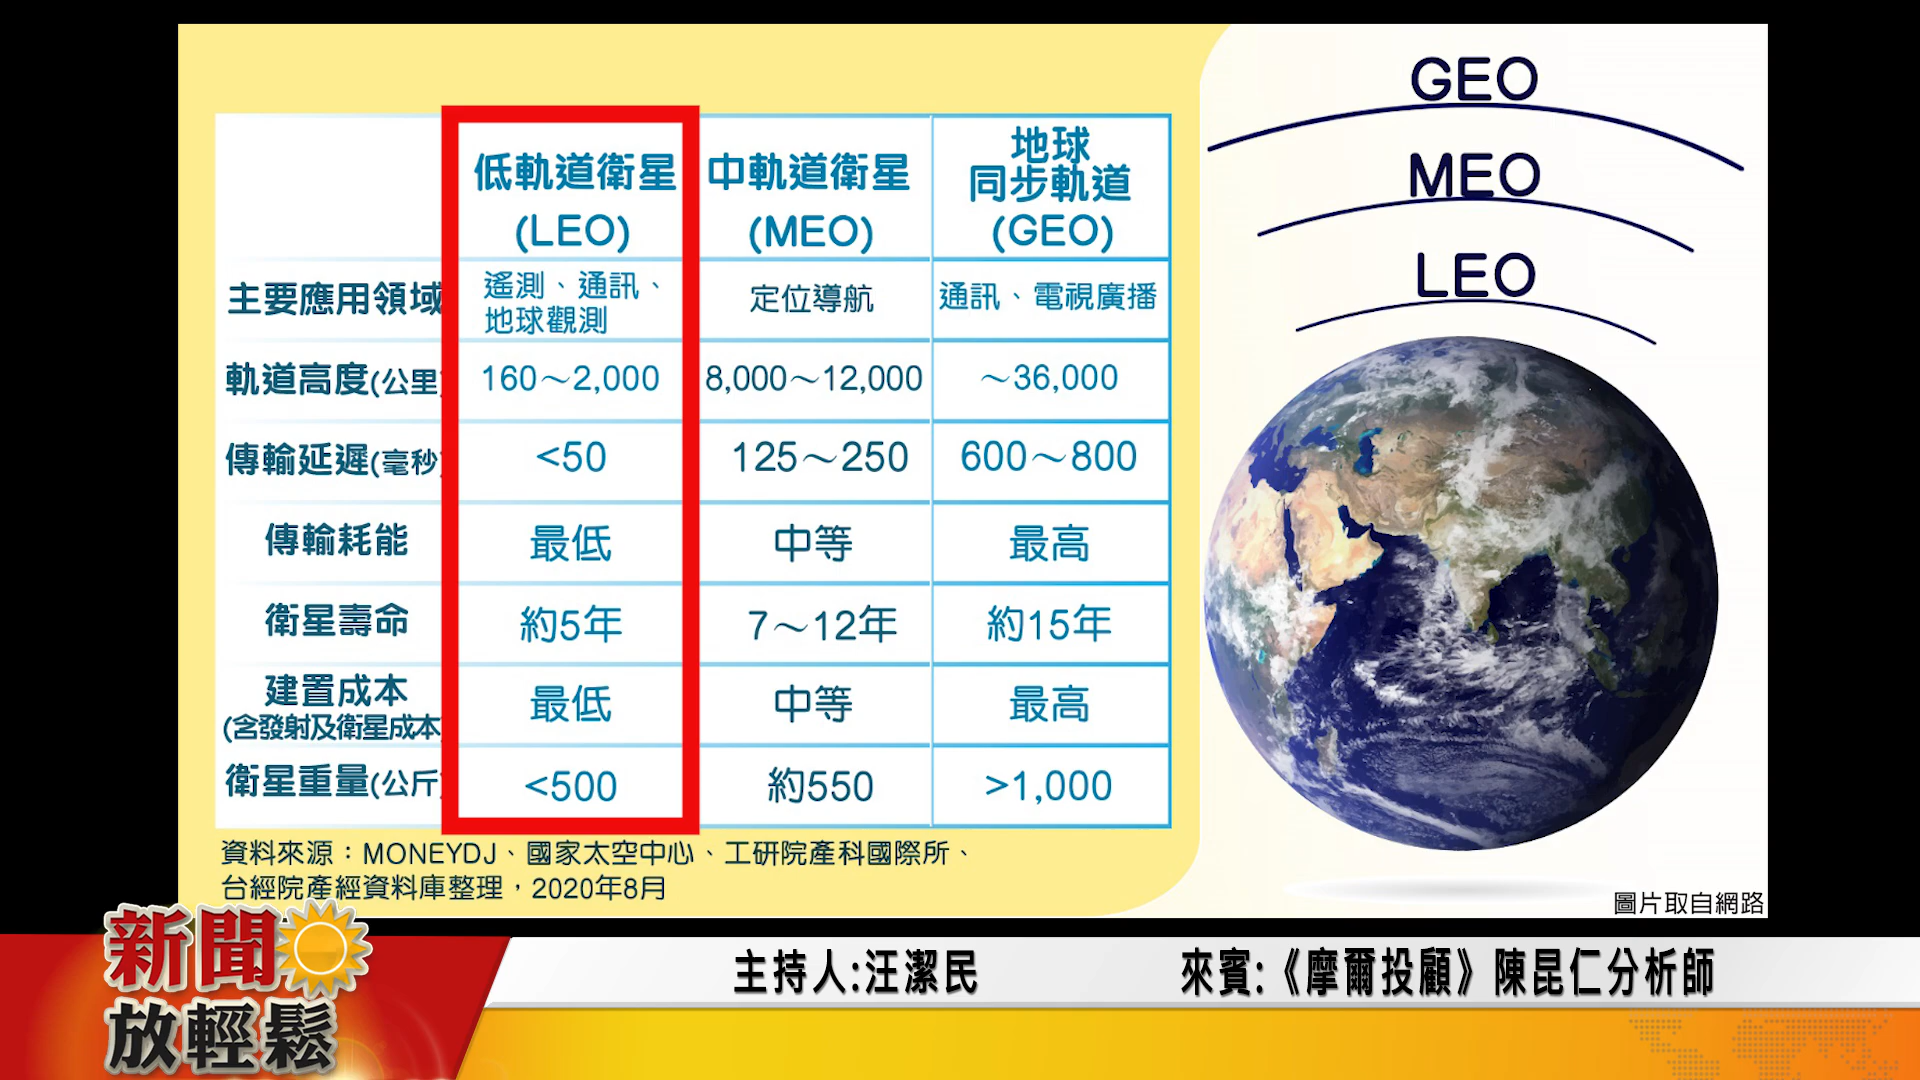 GEO
MEO
LEO
低軌道衛星 中軌道衛星 地球同步軌道
(LEO) (MEO) (GEO)
主要應用領域 遙測、通訊、地球觀測 定位導航 通訊、電視廣播
軌道高度(公里) 160～2,000 8,000～12,000 ～36,000
傳輸延遲(毫秒) <50 125～250 600～800
傳輸耗能 最低 中等 最高
衛星壽命 約5年 7～12年 約15年
建置成本 最低 中等 最高
(含發射及衛星成本
衛星重量(公斤) <500 約550 >1,000
資料來源：MONEYDJ、國家太空中心、工研院產科國際所、
台經院產經資料庫整理，2020年8月
圖片取自網路
新聞
放輕鬆
主持人:汪潔民 來賓:《摩爾投顧》陳昆仁分析師